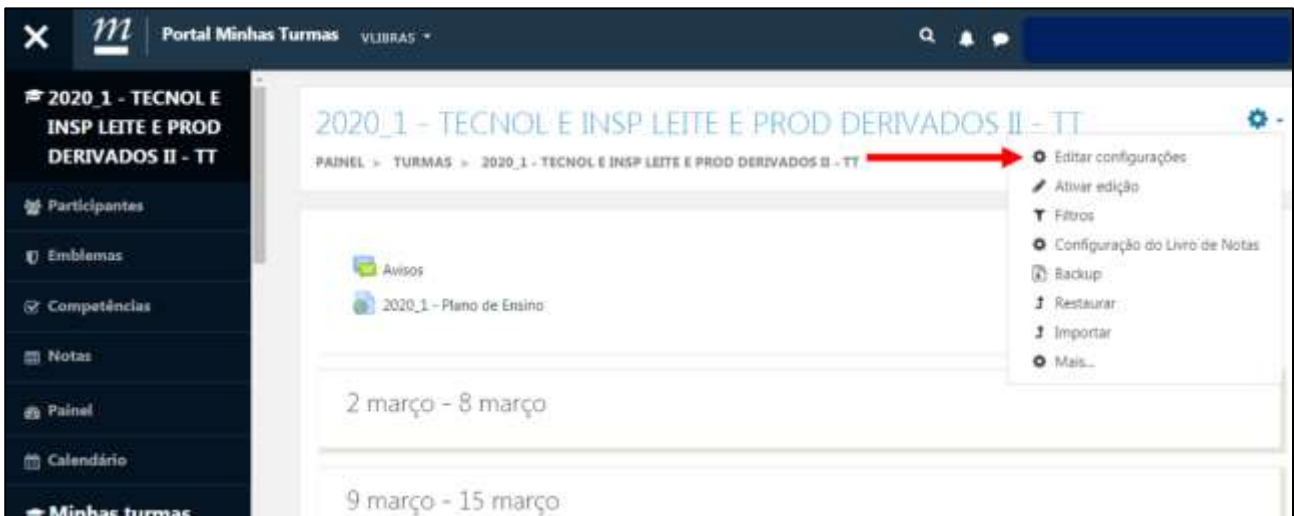 m Portal Minhas Turmas VLIBRAS
2020_1 - TECNOL E
INSP LEITE E PROD
DERIVADOS II - TT
Participantes
Emblemas
Competências
Notas
Painel
Calendário
Minhas turmas
2020_1 - TECNOL E INSP LEITE E PROD DERIVADOS II - TT
PAINEL > TURMAS > 2020_1 - TECNOL E INSP LEITE E PROD DERIVADOS II - TT
Avisos
2020_1 - Plano de Ensino
2 março - 8 março
9 março - 15 março
Editar configurações
Ativar edição
Filtros
Configuração do Livro de Notas
Backup
Restaurar
Importar
Mais...